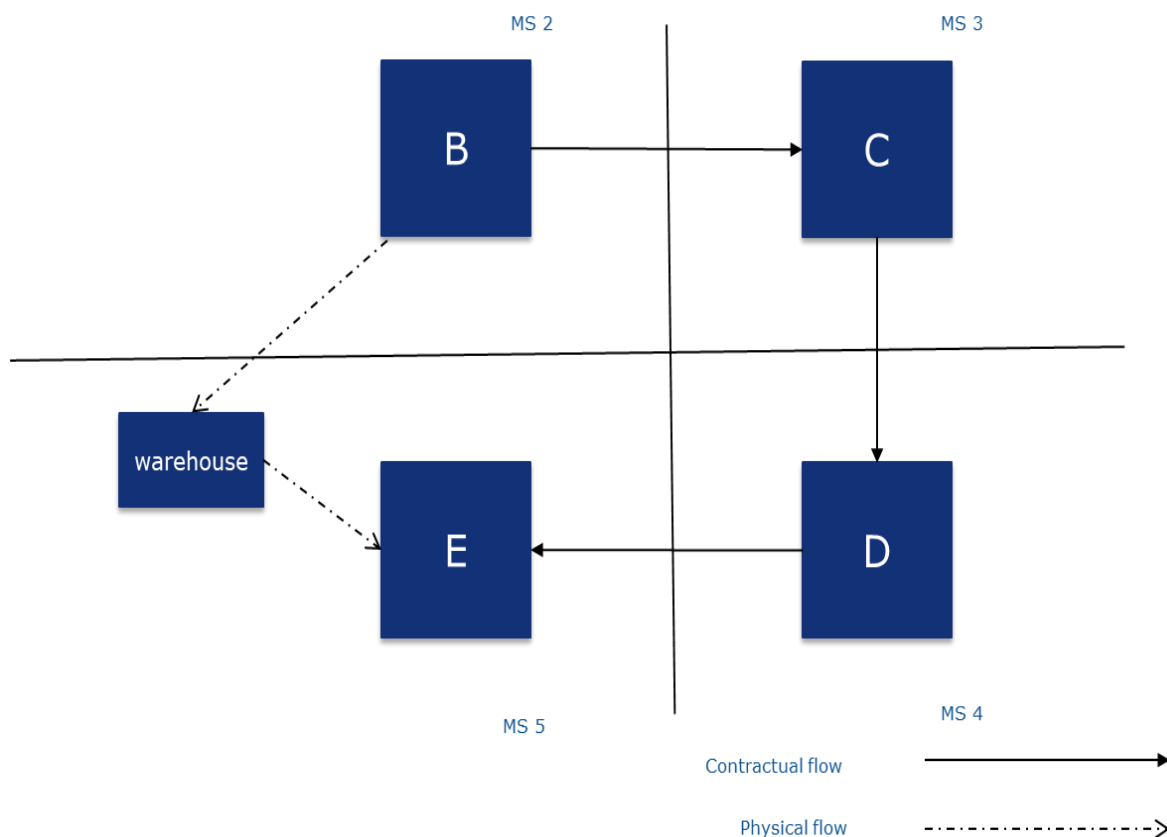 MS 2
MS 3
B
C
warehouse
E
D
MS 5
MS 4
Contractual flow
Physical flow